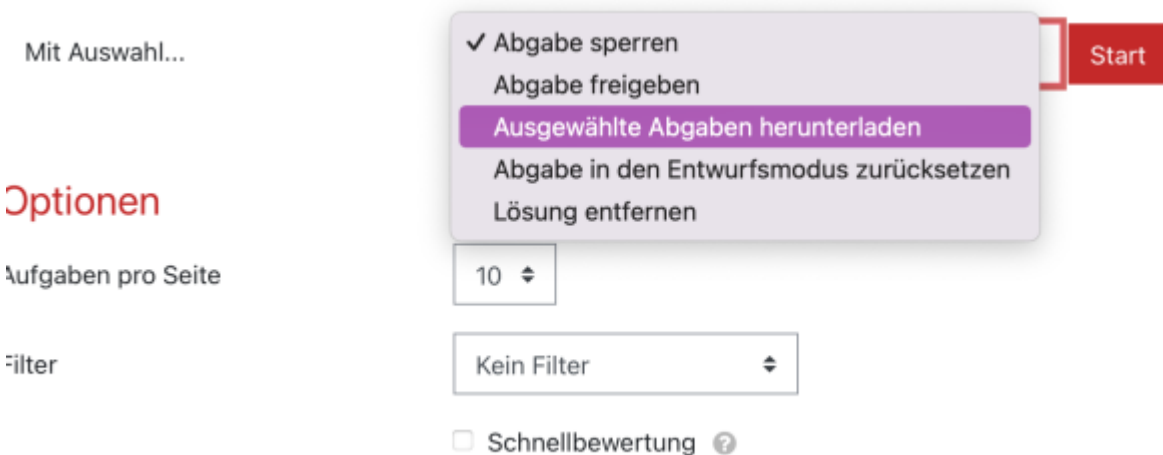 Mit Auswahl...
✓ Abgabe sperren
Abgabe freigeben
Ausgewählte Abgaben herunterladen
Abgabe in den Entwurfsmodus zurücksetzen
Lösung entfernen
Start
Optionen
Aufgaben pro Seite
10
Filter
Kein Filter
Schnellbewertung ?